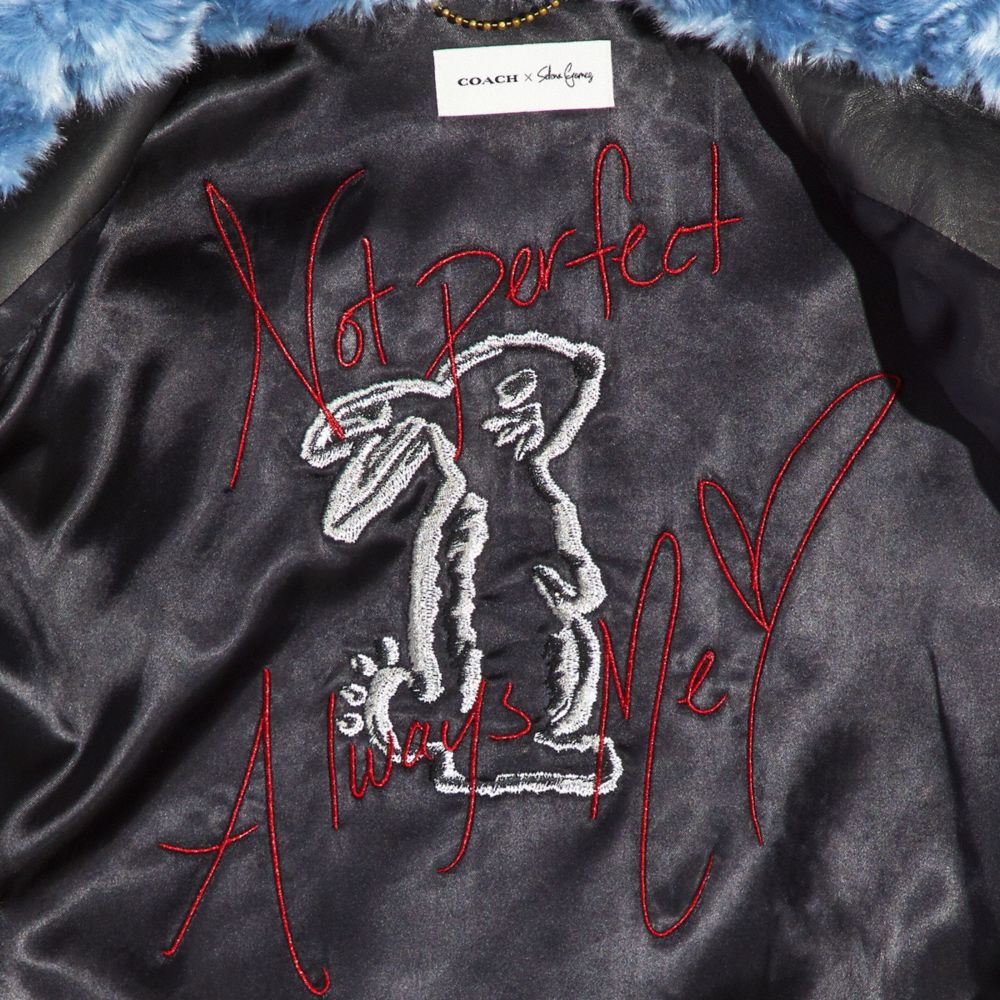 COACH × Selena Gomez
Not perfect
Always Me